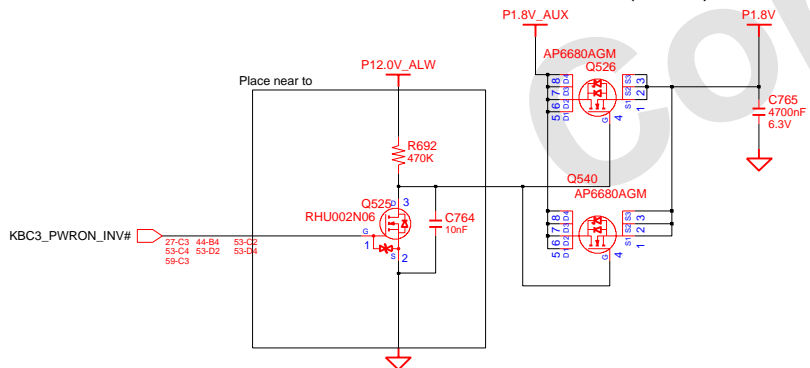 P1.8V_AUX
P1.8V
AP6680AGM
Q526
P12.0V_ALW
Place near to
8 D4
7 D3
6 D2
5 D1
S3 3
S2 2
S1 1
G
4
C765
4700nF
6.3V
R692
470K
Q525
RHU002N06
D 3
G
1
S
2
C764
10nF
Q540
AP6680AGM
8 D4
7 D3
6 D2
5 D1
S3 3
S2 2
S1 1
G
4
KBC3_PWRON_INV#
27-C3 44-B4 53-C2
53-C4 53-D2 53-D4
59-C3